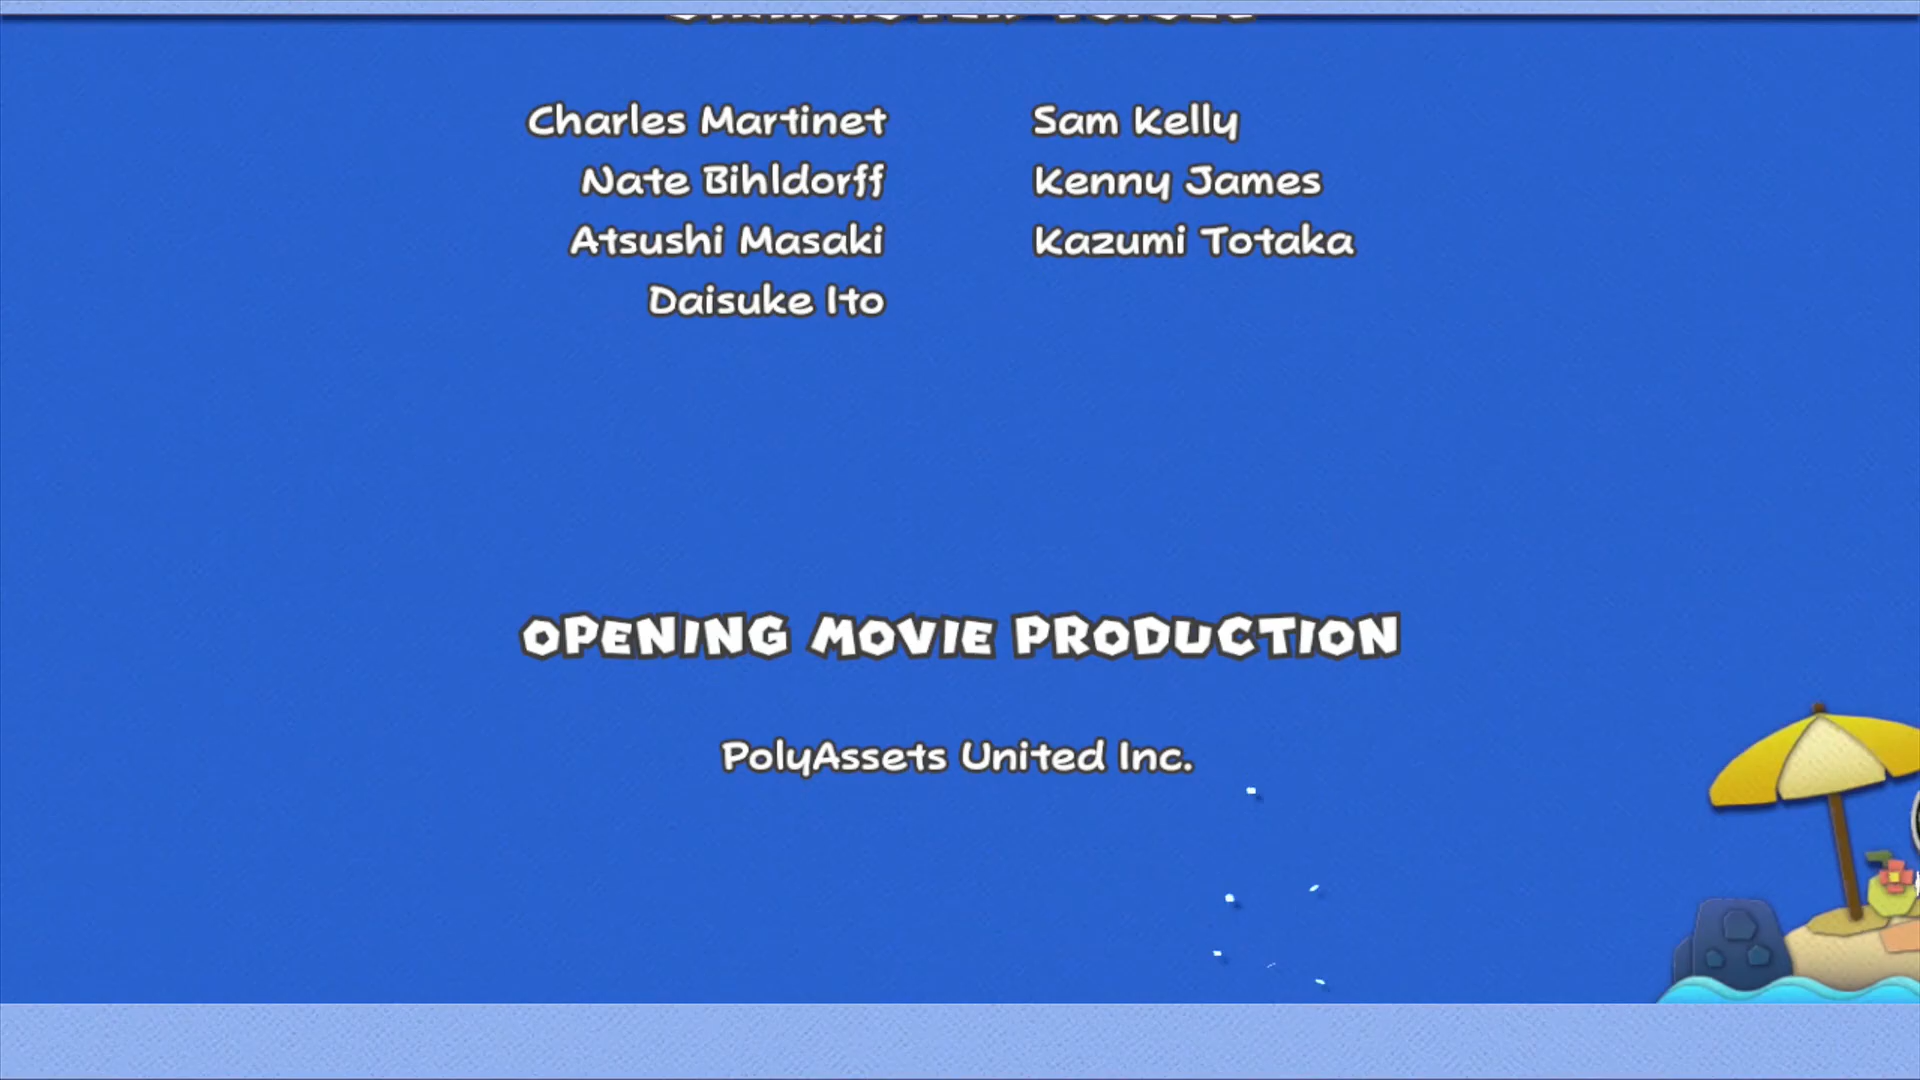 Charles Martinet Sam Kelly
Nate Bihldorff Kenny James
Atsushi Masaki Kazumi Totaka
Daisuke Ito
OPENING MOVIE PRODUCTION
PolyAssets United Inc.